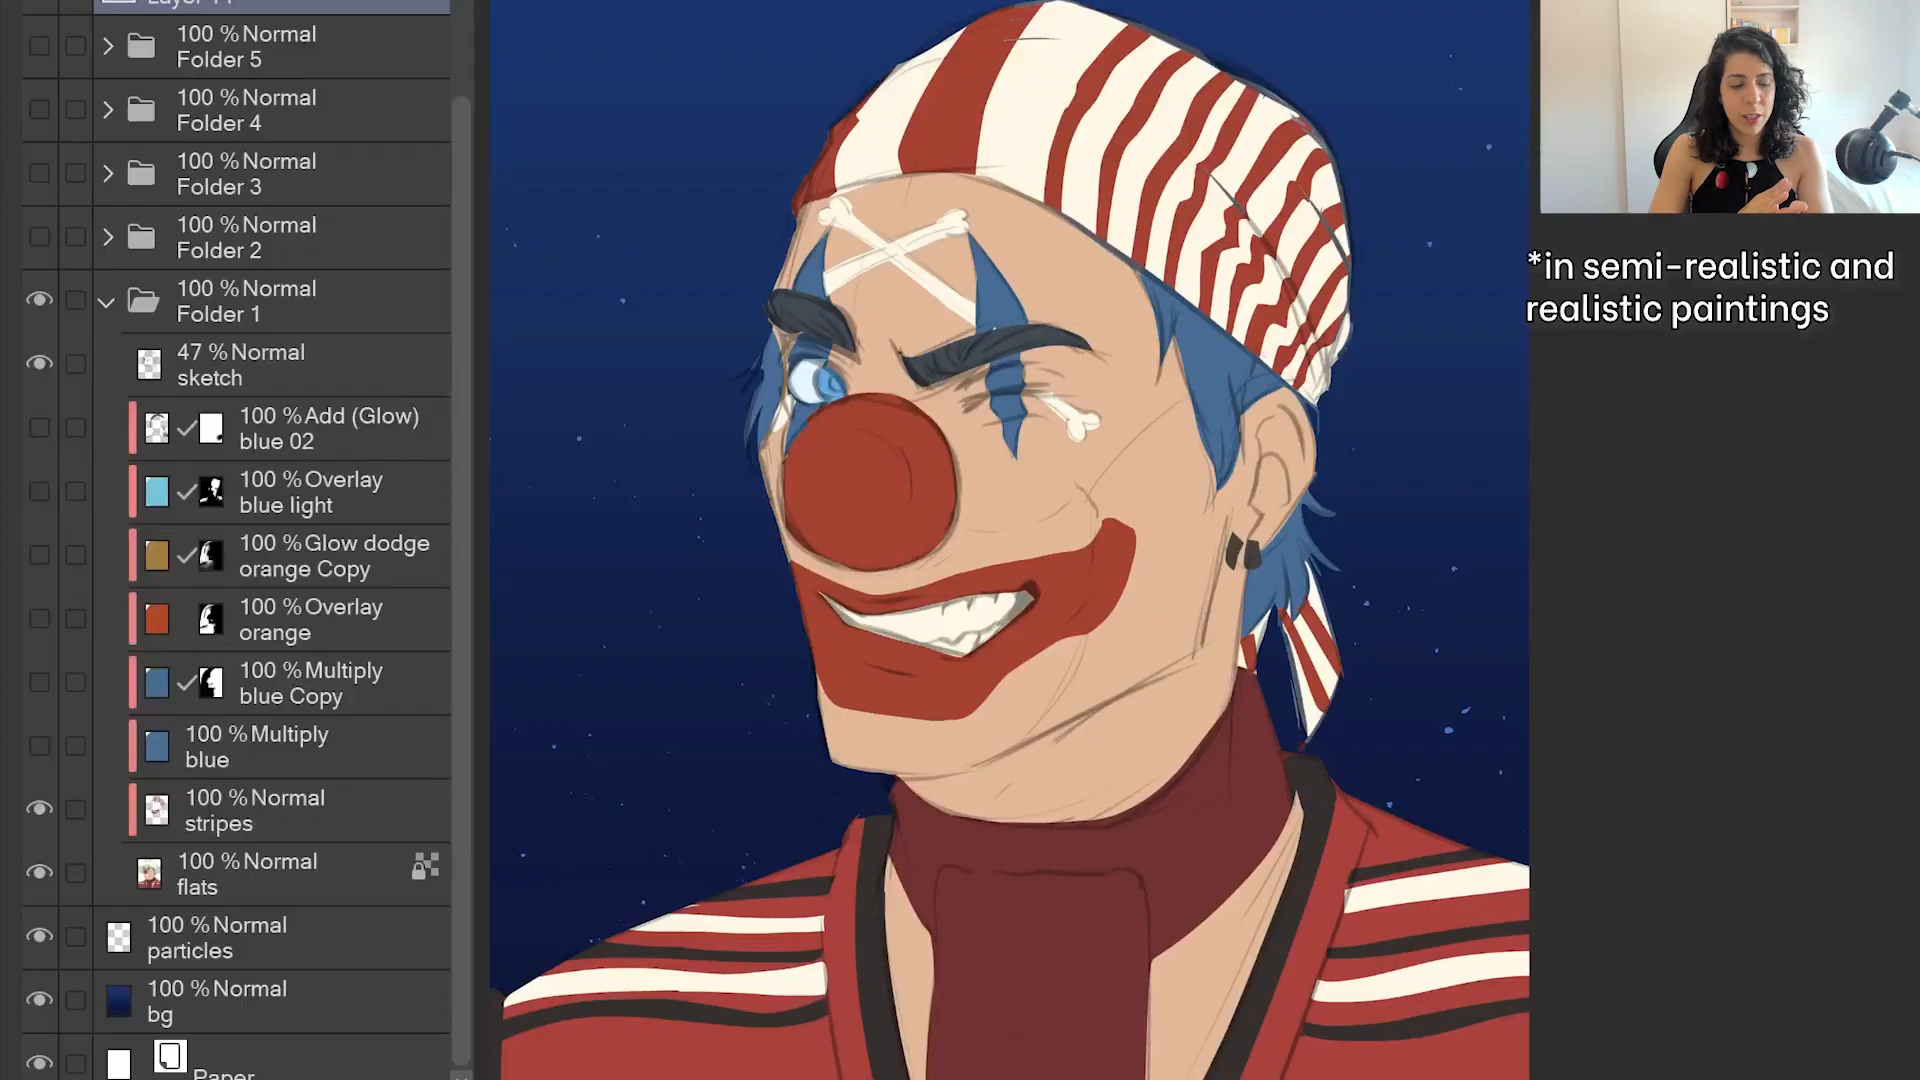 Layer 11
100 %Normal
Folder 5
100 %Normal
Folder 4
100 %Normal
Folder 3
100 %Normal
Folder 2
100 %Normal
Folder 1
47 %Normal
sketch
100 %Add (Glow)
blue 02
100 %Overlay
blue light
100 %Glow dodge
orange Copy
100 %Overlay
orange
100 %Multiply
blue Copy
100 %Multiply
blue
100 %Normal
stripes
100 %Normal
flats
100 %Normal
particles
100 %Normal
bg
Paper
*in semi-realistic and
realistic paintings